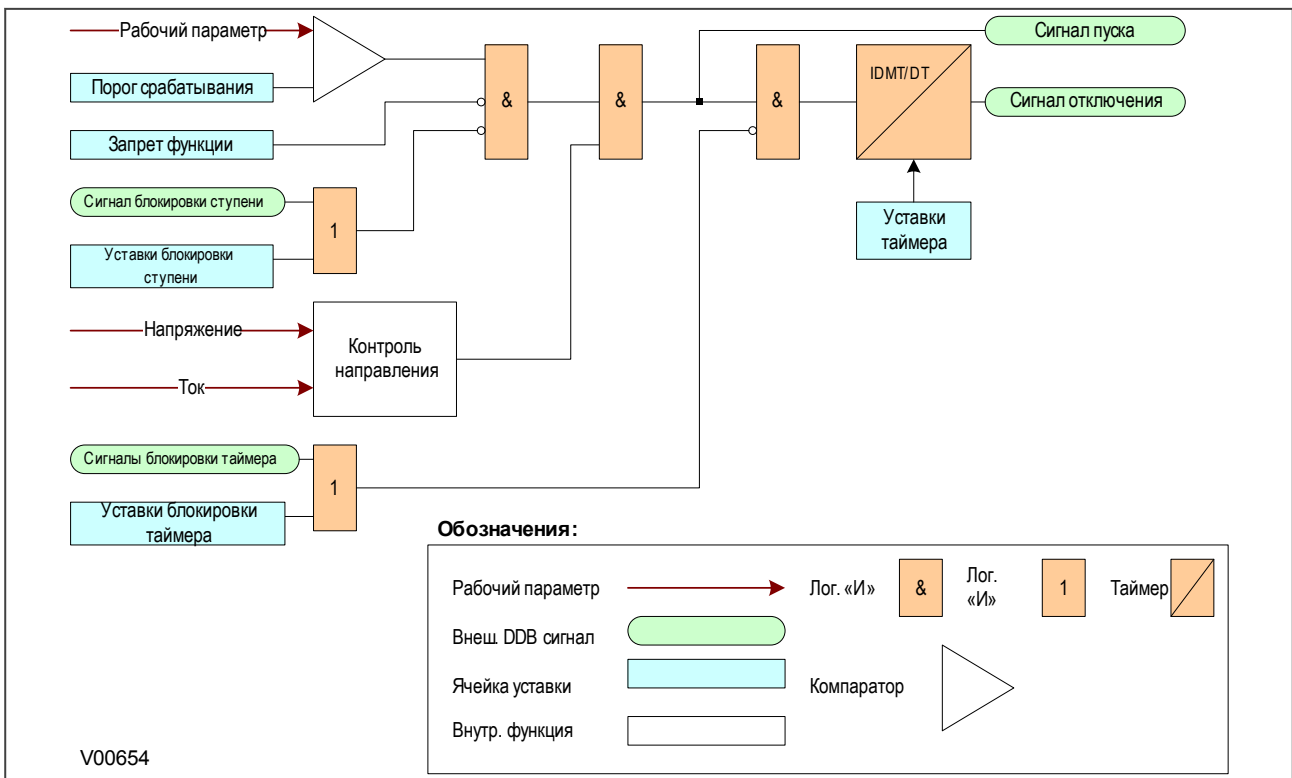 Рабочий параметр
Сигнал пуска
Порог срабатывания
IDMT/DT
&
&
&
Сигнал отключения
Запрет функции
Сигнал блокировки ступени
1
Уставки блокировки
ступени
Уставки
таймера
Напряжение
Контроль
направления
Ток
Сигналы блокировки таймера
1
Уставки блокировки
таймера
Обозначения:
Рабочий параметр
Лог. «И»
&
Лог.
«И»
1
Таймер
Внеш. DDB сигнал
Ячейка уставки
Компаратор
Внутр. функция
V00654